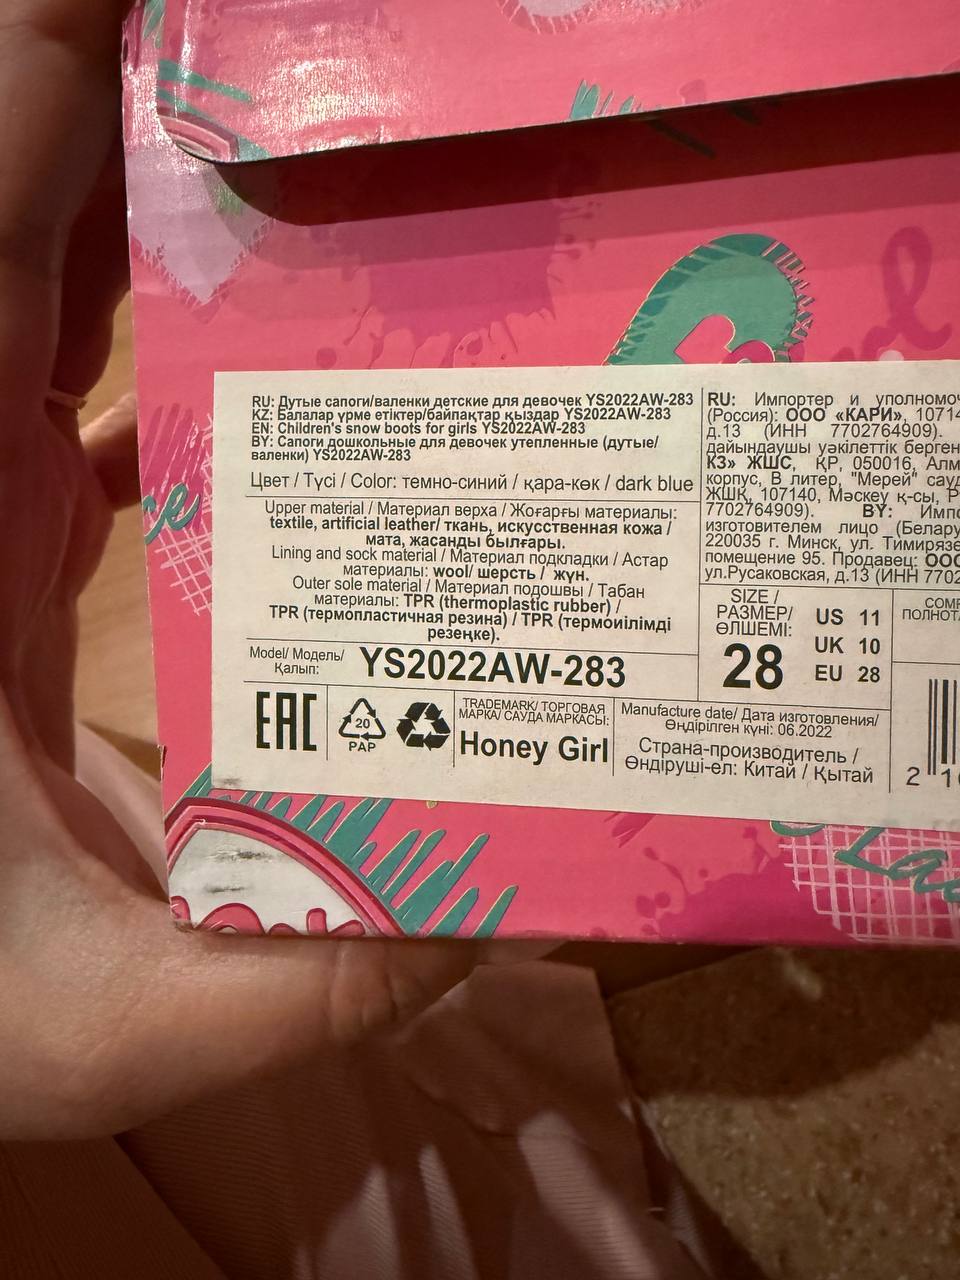 RU: Дутые сапоги/валенки детские для девочек YS2022AW-283
KZ: Балалар үрме етіктер/байпақтар қыздар YS2022AW-283
EN: Children's snow boots for girls YS2022AW-283
BY: Сапоги дошкольные для девочек утепленные (дутые/
валенки) YS2022AW-283
Цвет / Түсі / Color: темно-синий / қара-көк / dark blue
Upper material / Материал верха / Жоғарғы материалы:
textile, artificial leather/ ткань, искусственная кожа /
мата, жасанды былғары.
Lining and sock material / Материал подкладки / Астар
материалы: wool/ шерсть / жүн.
Outer sole material / Материал подошвы / Табан
материалы: TPR (thermoplastic rubber) /
TPR (термопластичная резина) / TPR (термоиілімді
резеңке).
Model/ Модель/
Қалып:
YS2022AW-283
EAC
20
PAP
TRADEMARK/ ТОРГОВАЯ
МАРКА/ САУДА МАРКАСЫ:
Honey Girl
Manufacture date/ Дата изготовления/
Өңдірілген күні: 06.2022
Страна-производитель /
Өндіруші-ел: Китай / Қытай
RU: Импортер и
(Россия): ООО «КАРИ»,
д.13 (ИНН 7702764909).
дайындаушы уәкілеттік
КЗ» ЖШС, ҚР, 050016,
корпус, В литер, "Мерей"
ЖШҚ, 107140, Мәскеу қ-сы,
7702764909). BY:
изготовителем лицо
220035 г. Минск, ул.
помещение 95. Продавец:
ул.Русаковская, д.13 (ИНН
SIZE /
РАЗМЕР/
ӨЛШЕМІ:
28
US 11
UK 10
EU 28
2